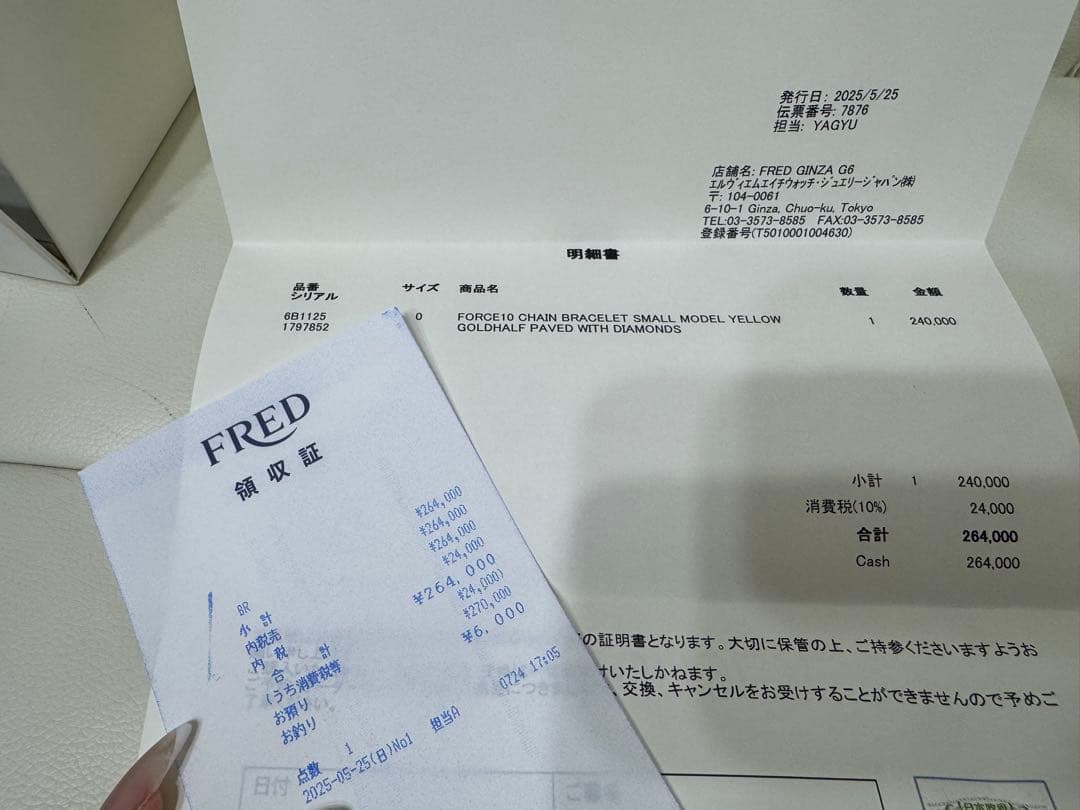 発行日: 2025/5/25
伝票番号: 7876
担当: YAGYU
店舗名: FRED GINZA G6
エルヴィエムエイチウォッチ・ジュエリージャパン(株)
〒: 104-0061
6-10-1 Ginza, Chuo-ku, Tokyo
TEL:03-3573-8585 FAX:03-3573-8585
登録番号(T5010001004630)
明細書
品番 サイズ 商品名 数量 金額
シリアル
6B1125 0 FORCE10 CHAIN BRACELET SMALL MODEL YELLOW 1 240,000
1797852 GOLDHALF PAVED WITH DIAMONDS
小計 1 240,000
消費税(10%) 24,000
合計 264,000
Cash 264,000
の証明書となります。大切に保管の上、ご持参くださいますようお
けいたしかねます。
、交換、キャンセルをお受けすることができませんので予めご
日付
FRED
領収証
BR ¥264,000
小計 ¥264,000
内税売 ¥264,000
内税 ¥24,000
合計 ¥264,000
(うち消費税等 ¥24,000)
お預り ¥270,000
お釣り ¥6,000
点数 1
2025-05-25(日)No1 担当A 0724 17:05